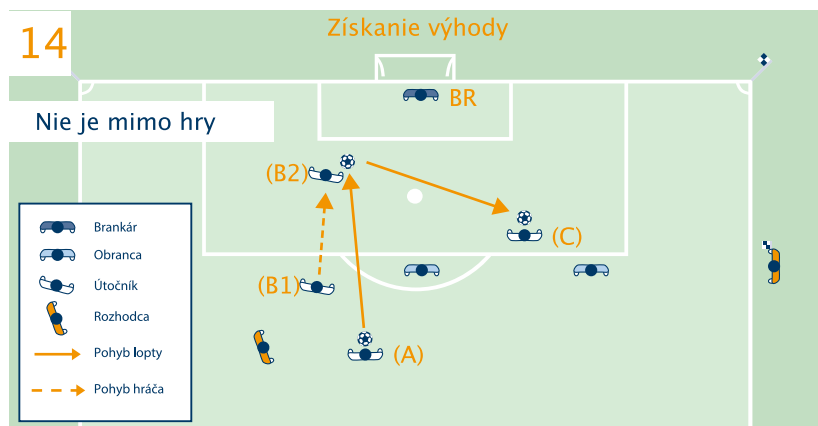 14
Získanie výhody
BR
Nie je mimo hry
(B2)
(C)
(B1)
(A)
Brankár
Obranca
Útočník
Rozhodca
Pohyb lopty
Pohyb hráča